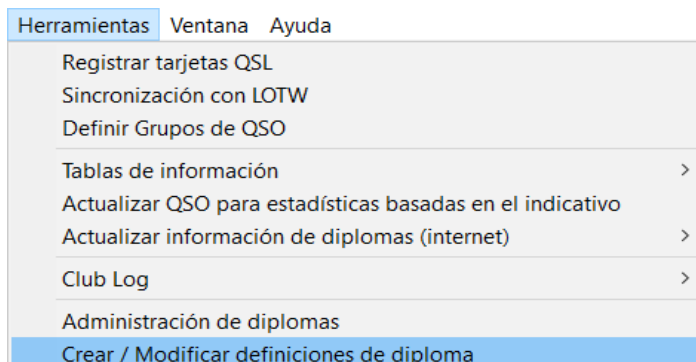 Herramientas Ventana Ayuda
Registrar tarjetas QSL
Sincronización con LOTW
Definir Grupos de QSO
Tablas de información
Actualizar QSO para estadísticas basadas en el indicativo
Actualizar información de diplomas (internet)
Club Log
Administración de diplomas
Crear / Modificar definiciones de diploma